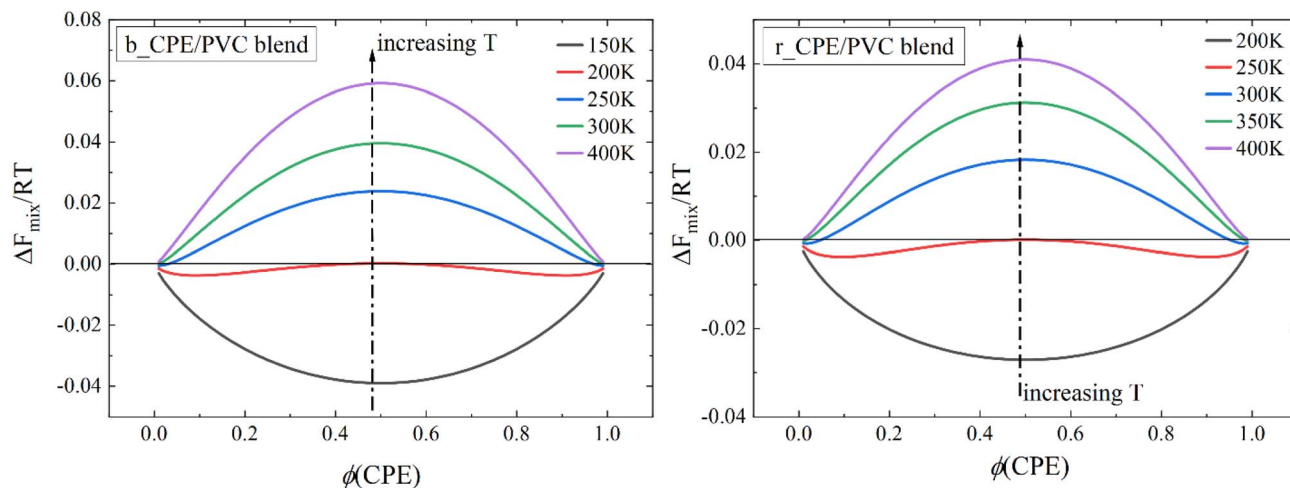 b_CPE/PVC blend
increasing T
150K
200K
250K
300K
400K
0.08
0.06
0.04
0.02
0.00
-0.02
-0.04
ΔF_mix/RT
0.0 0.2 0.4 0.6 0.8 1.0
ϕ(CPE)
r_CPE/PVC blend
200K
250K
300K
350K
400K
0.04
0.02
0.00
-0.02
-0.04
ΔF_mix/RT
increasing T
0.0 0.2 0.4 0.6 0.8 1.0
ϕ(CPE)